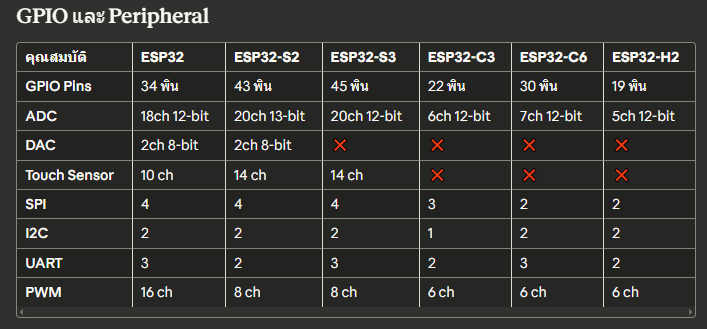 GPIO และ Peripheral
คุณสมบัติ ESP32 ESP32-S2 ESP32-S3 ESP32-C3 ESP32-C6 ESP32-H2
GPIO Pins 34 พิน 43 พิน 45 พิน 22 พิน 30 พิน 19 พิน
ADC 18ch 12-bit 20ch 13-bit 20ch 12-bit 6ch 12-bit 7ch 12-bit 5ch 12-bit
DAC 2ch 8-bit 2ch 8-bit ❌ ❌ ❌ ❌
Touch Sensor 10 ch 14 ch 14 ch ❌ ❌ ❌
SPI 4 4 4 3 2 2
I2C 2 2 2 1 2 2
UART 3 2 3 2 3 2
PWM 16 ch 8 ch 8 ch 6 ch 6 ch 6 ch